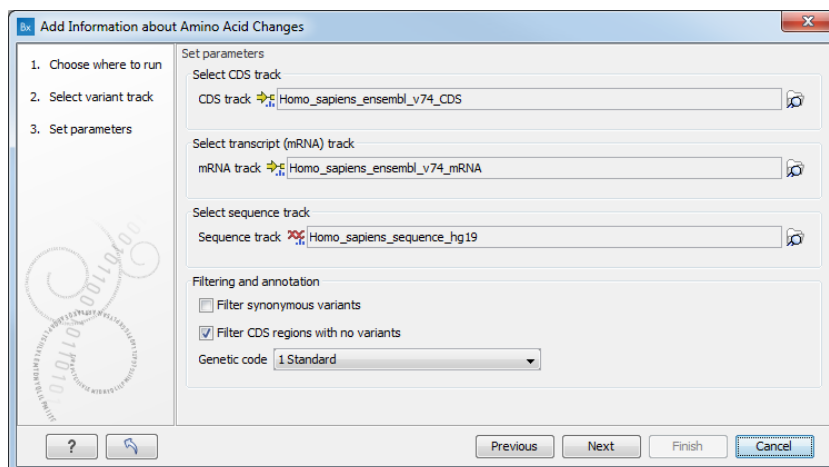 Bx Add Information about Amino Acid Changes
1. Choose where to run
2. Select variant track
3. Set parameters
Set parameters
Select CDS track
CDS track Homo_sapiens_ensembl_v74_CDS
Select transcript (mRNA) track
mRNA track Homo_sapiens_ensembl_v74_mRNA
Select sequence track
Sequence track Homo_sapiens_sequence_hg19
Filtering and annotation
Filter synonymous variants
Filter CDS regions with no variants
Genetic code 1 Standard
? Previous Next Finish Cancel